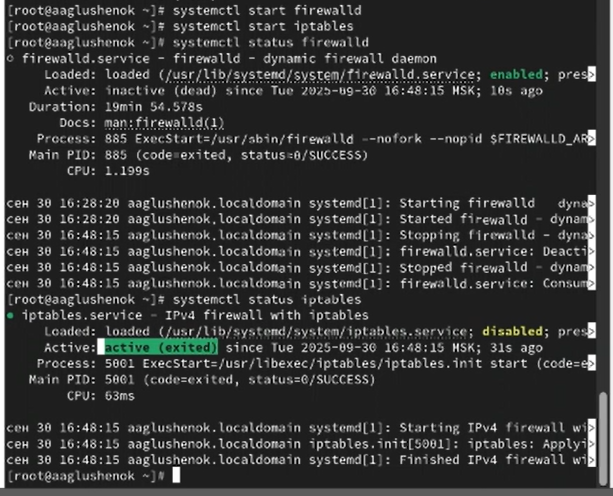 [root@aaglushenok.localdomain ~]# systemctl start firewalld
[root@aaglushenok.localdomain ~]# systemctl start iptables
[root@aaglushenok.localdomain ~]# systemctl status firewalld
○ firewalld.service - firewalld - dynamic firewall daemon
Loaded: loaded (/usr/lib/systemd/system/firewalld.service; enabled; pres>
Active: inactive (dead) since Tue 2025-09-30 16:48:15 MSK; 10s ago
Duration: 19min 54.578s
Docs: man:firewalld(1)
Process: 885 ExecStart=/usr/sbin/firewalld --nofork --nopid $FIREWALLD_AR>
Main PID: 885 (code=exited, status=0/SUCCESS)
CPU: 1.199s
сен 30 16:28:20 aaglushenok.localdomain systemd[1]: Starting firewalld dyna>
сен 30 16:28:20 aaglushenok.localdomain systemd[1]: Started firewalld - dynam>
сен 30 16:48:15 aaglushenok.localdomain systemd[1]: Stopping firewalld - dyna>
сен 30 16:48:15 aaglushenok.localdomain systemd[1]: firewalld.service: Deacti>
сен 30 16:48:15 aaglushenok.localdomain systemd[1]: Stopped firewalld - dynam>
сен 30 16:48:15 aaglushenok.localdomain systemd[1]: firewalld.service: Consum>
[root@aaglushenok.localdomain ~]# systemctl status iptables
● iptables.service - IPv4 firewall with iptables
Loaded: loaded (/usr/lib/systemd/system/iptables.service; disabled; pres>
Active: active (exited) since Tue 2025-09-30 16:48:15 MSK; 31s ago
Process: 5001 ExecStart=/usr/libexec/iptables/iptables.init start (code=e>
Main PID: 5001 (code=exited, status=0/SUCCESS)
CPU: 63ms
сен 30 16:48:15 aaglushenok.localdomain systemd[1]: Starting IPv4 firewall wi>
сен 30 16:48:15 aaglushenok.localdomain iptables.init[5001]: iptables: Applyi>
сен 30 16:48:15 aaglushenok.localdomain systemd[1]: Finished IPv4 firewall wi>
[root@aaglushenok.localdomain ~]#